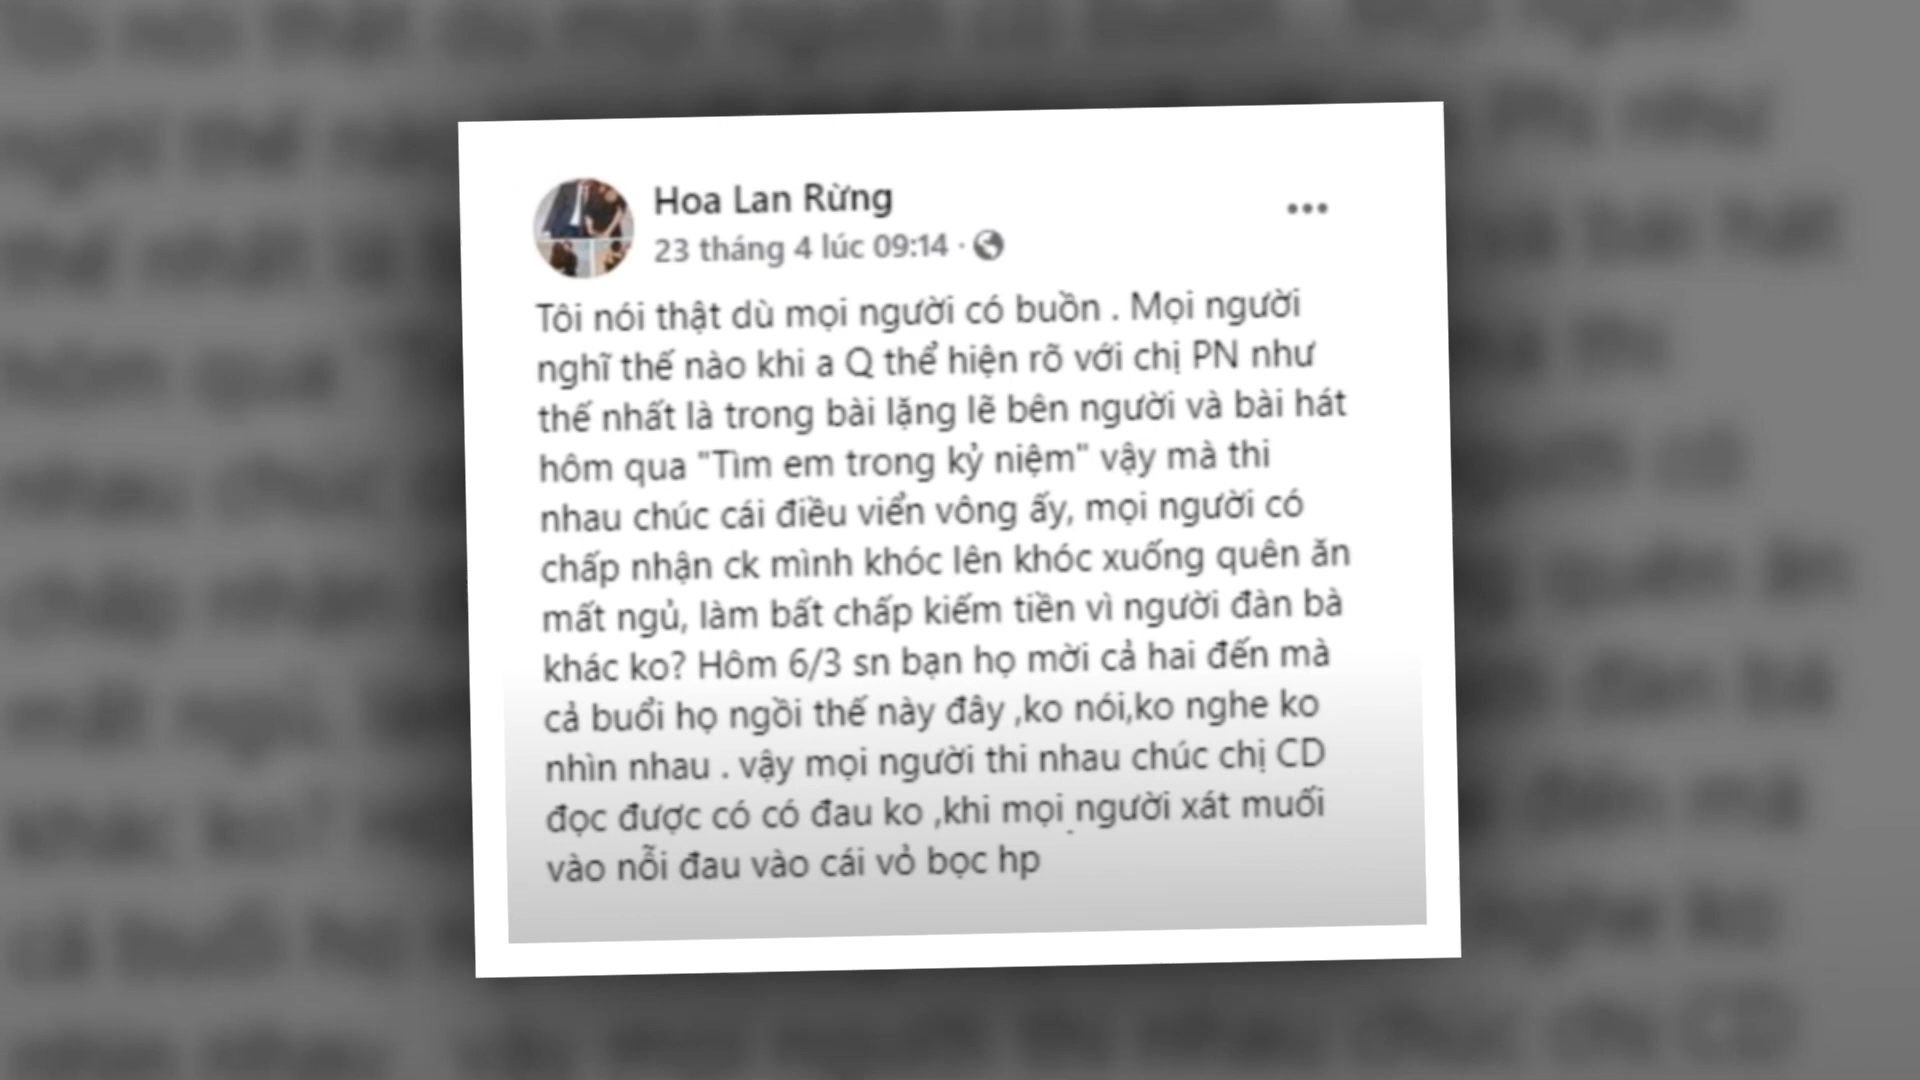 Hoa Lan Rừng
23 tháng 4 lúc 09:14 ·
Tôi nói thật dù mọi người có buồn . Mọi người
nghĩ thế nào khi a Q thể hiện rõ với chị PN như
thế nhất là trong bài lặng lẽ bên người và bài hát
hôm qua "Tìm em trong kỷ niệm" vậy mà thi
nhau chúc cái điều viển vông ấy, mọi người có
chấp nhận ck mình khóc lên khóc xuống quên ăn
mất ngủ, làm bất chấp kiếm tiền vì người đàn bà
khác ko? Hôm 6/3 sn bạn họ mời cả hai đến mà
cả buổi họ ngồi thế này đây ,ko nói,ko nghe ko
nhìn nhau . vậy mọi người thi nhau chúc chị CD
đọc được có có đau ko ,khi mọi người xát muối
vào nỗi đau vào cái vỏ bọc hp